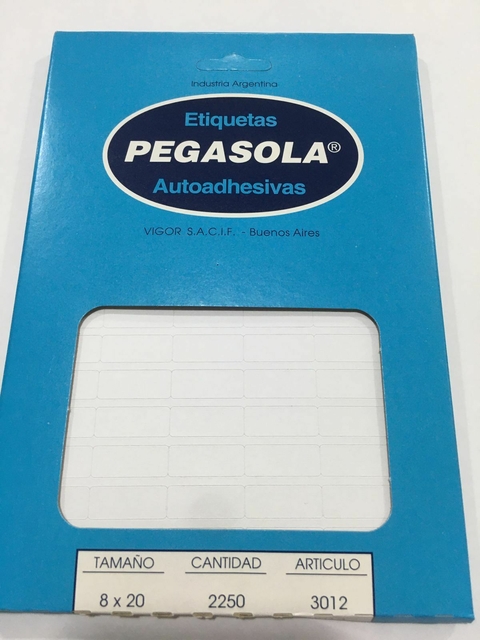 Industria Argentina
Etiquetas
PEGASOLA®
Autoadhesivas
VIGOR S.A.C.I.F. - Buenos Aires
TAMAÑO CANTIDAD ARTICULO
8 x 20 2250 3012